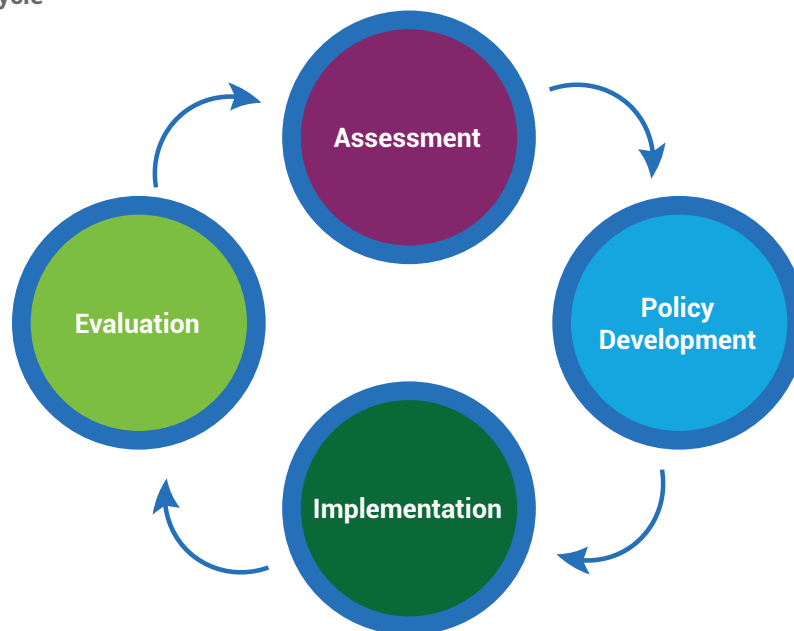 Assessment
Policy
Development
Implementation
Evaluation